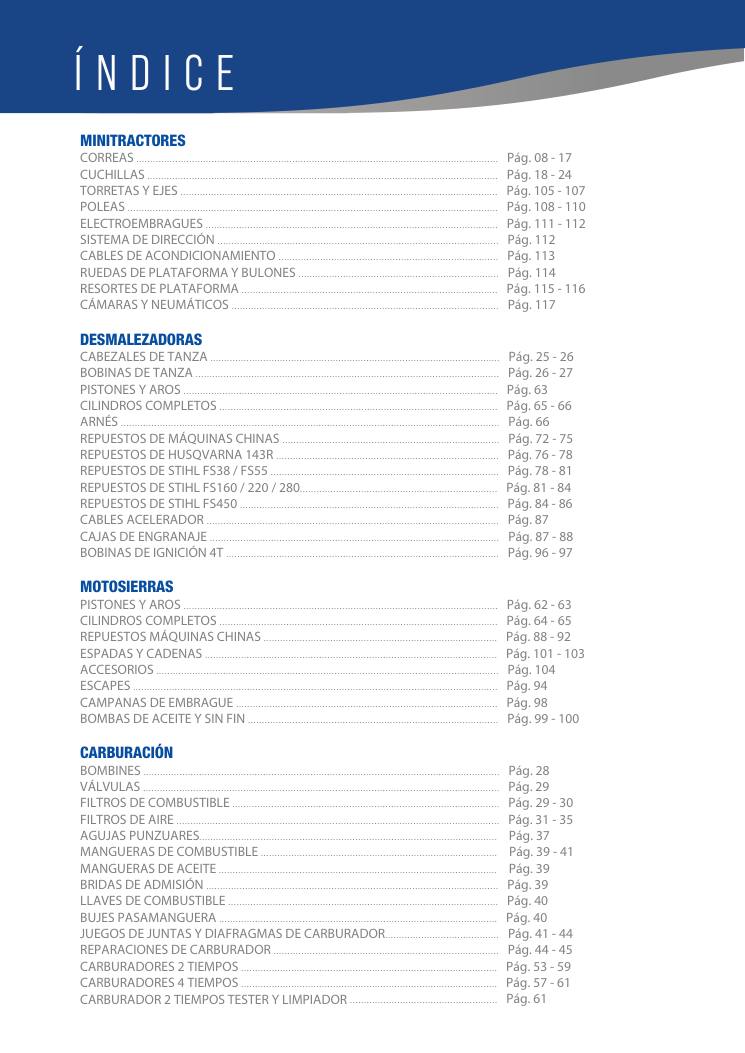 ÍNDICE
MINITRACTORES
CORREAS Pág. 08 - 17
CUCHILLAS Pág. 18 - 24
TORRETAS Y EJES Pág. 105 - 107
POLEAS Pág. 108 - 110
ELECTROEMBRAGUES Pág. 111 - 112
SISTEMA DE DIRECCIÓN Pág. 112
CABLES DE ACONDICIONAMIENTO Pág. 113
RUEDAS DE PLATAFORMA Y BULONES Pág. 114
RESORTES DE PLATAFORMA Pág. 115 - 116
CÁMARAS Y NEUMÁTICOS Pág. 117
DESMALEZADORAS
CABEZALES DE TANZA Pág. 25 - 26
BOBINAS DE TANZA Pág. 26 - 27
PISTONES Y AROS Pág. 63
CILINDROS COMPLETOS Pág. 65 - 66
ARNÉS Pág. 66
REPUESTOS DE MÁQUINAS CHINAS Pág. 72 - 75
REPUESTOS DE HUSQVARNA 143R Pág. 76 - 78
REPUESTOS DE STIHL FS38 / FS55 Pág. 78 - 81
REPUESTOS DE STIHL FS160 / 220 / 280 Pág. 81 - 84
REPUESTOS DE STIHL FS450 Pág. 84 - 86
CABLES ACELERADOR Pág. 87
CAJAS DE ENGRANAJE Pág. 87 - 88
BOBINAS DE IGNICIÓN 4T Pág. 96 - 97
MOTOSIERRAS
PISTONES Y AROS Pág. 62 - 63
CILINDROS COMPLETOS Pág. 64 - 65
REPUESTOS MÁQUINAS CHINAS Pág. 88 - 92
ESPADAS Y CADENAS Pág. 101 - 103
ACCESORIOS Pág. 104
ESCAPES Pág. 94
CAMPANAS DE EMBRAGUE Pág. 98
BOMBAS DE ACEITE Y SIN FIN Pág. 99 - 100
CARBURACIÓN
BOMBINES Pág. 28
VÁLVULAS Pág. 29
FILTROS DE COMBUSTIBLE Pág. 29 - 30
FILTROS DE AIRE Pág. 31 - 35
AGUJAS PUNZUARES Pág. 37
MANGUERAS DE COMBUSTIBLE Pág. 39 - 41
MANGUERAS DE ACEITE Pág. 39
BRIDAS DE ADMISIÓN Pág. 39
LLAVES DE COMBUSTIBLE Pág. 40
BUJES PASAMANGUERA Pág. 40
JUEGOS DE JUNTAS Y DIAFRAGMAS DE CARBURADOR Pág. 41 - 44
REPARACIONES DE CARBURADOR Pág. 44 - 45
CARBURADORES 2 TIEMPOS Pág. 53 - 59
CARBURADORES 4 TIEMPOS Pág. 57 - 61
CARBURADOR 2 TIEMPOS TESTER Y LIMPIADOR Pág. 61